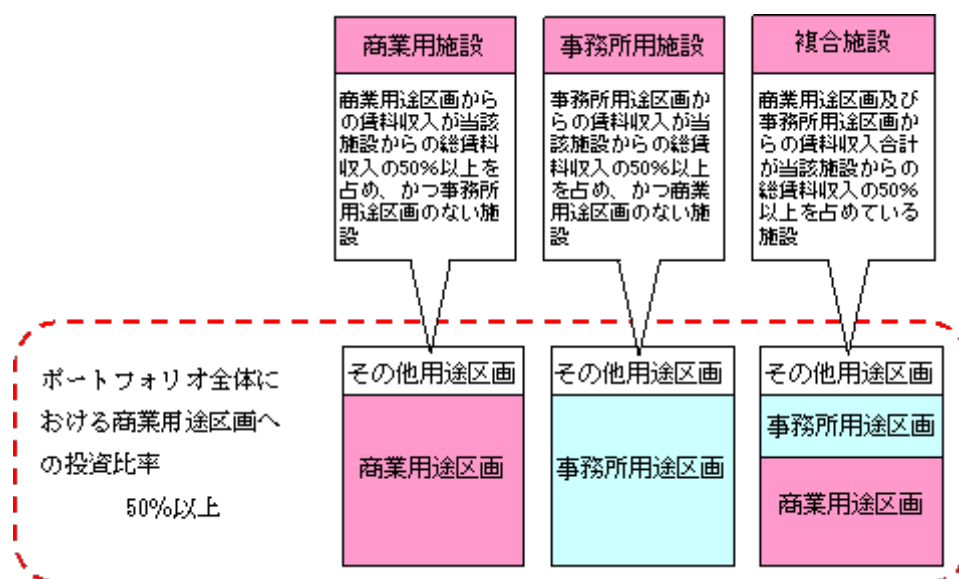 商業用施設
商業用途区画から
の賃料収入が当該
施設からの総賃料
収入の50%以上を
占め、かつ事務所
用途区画のない施
設
事務所用施設
事務所用途区画か
らの賃料収入が当
該施設からの総賃
料収入の50%以上
を占め、かつ商業
用途区画のない施
設
複合施設
商業用途区画及び
事務所用途区画か
らの賃料収入合計
が当該施設からの
総賃料収入の50%
以上を占めている
施設
ポートフォリオ全体に
おける商業用途区画へ
の投資比率
50%以上
その他用途区画
商業用途区画
その他用途区画
事務所用途区画
その他用途区画
事務所用途区画
商業用途区画